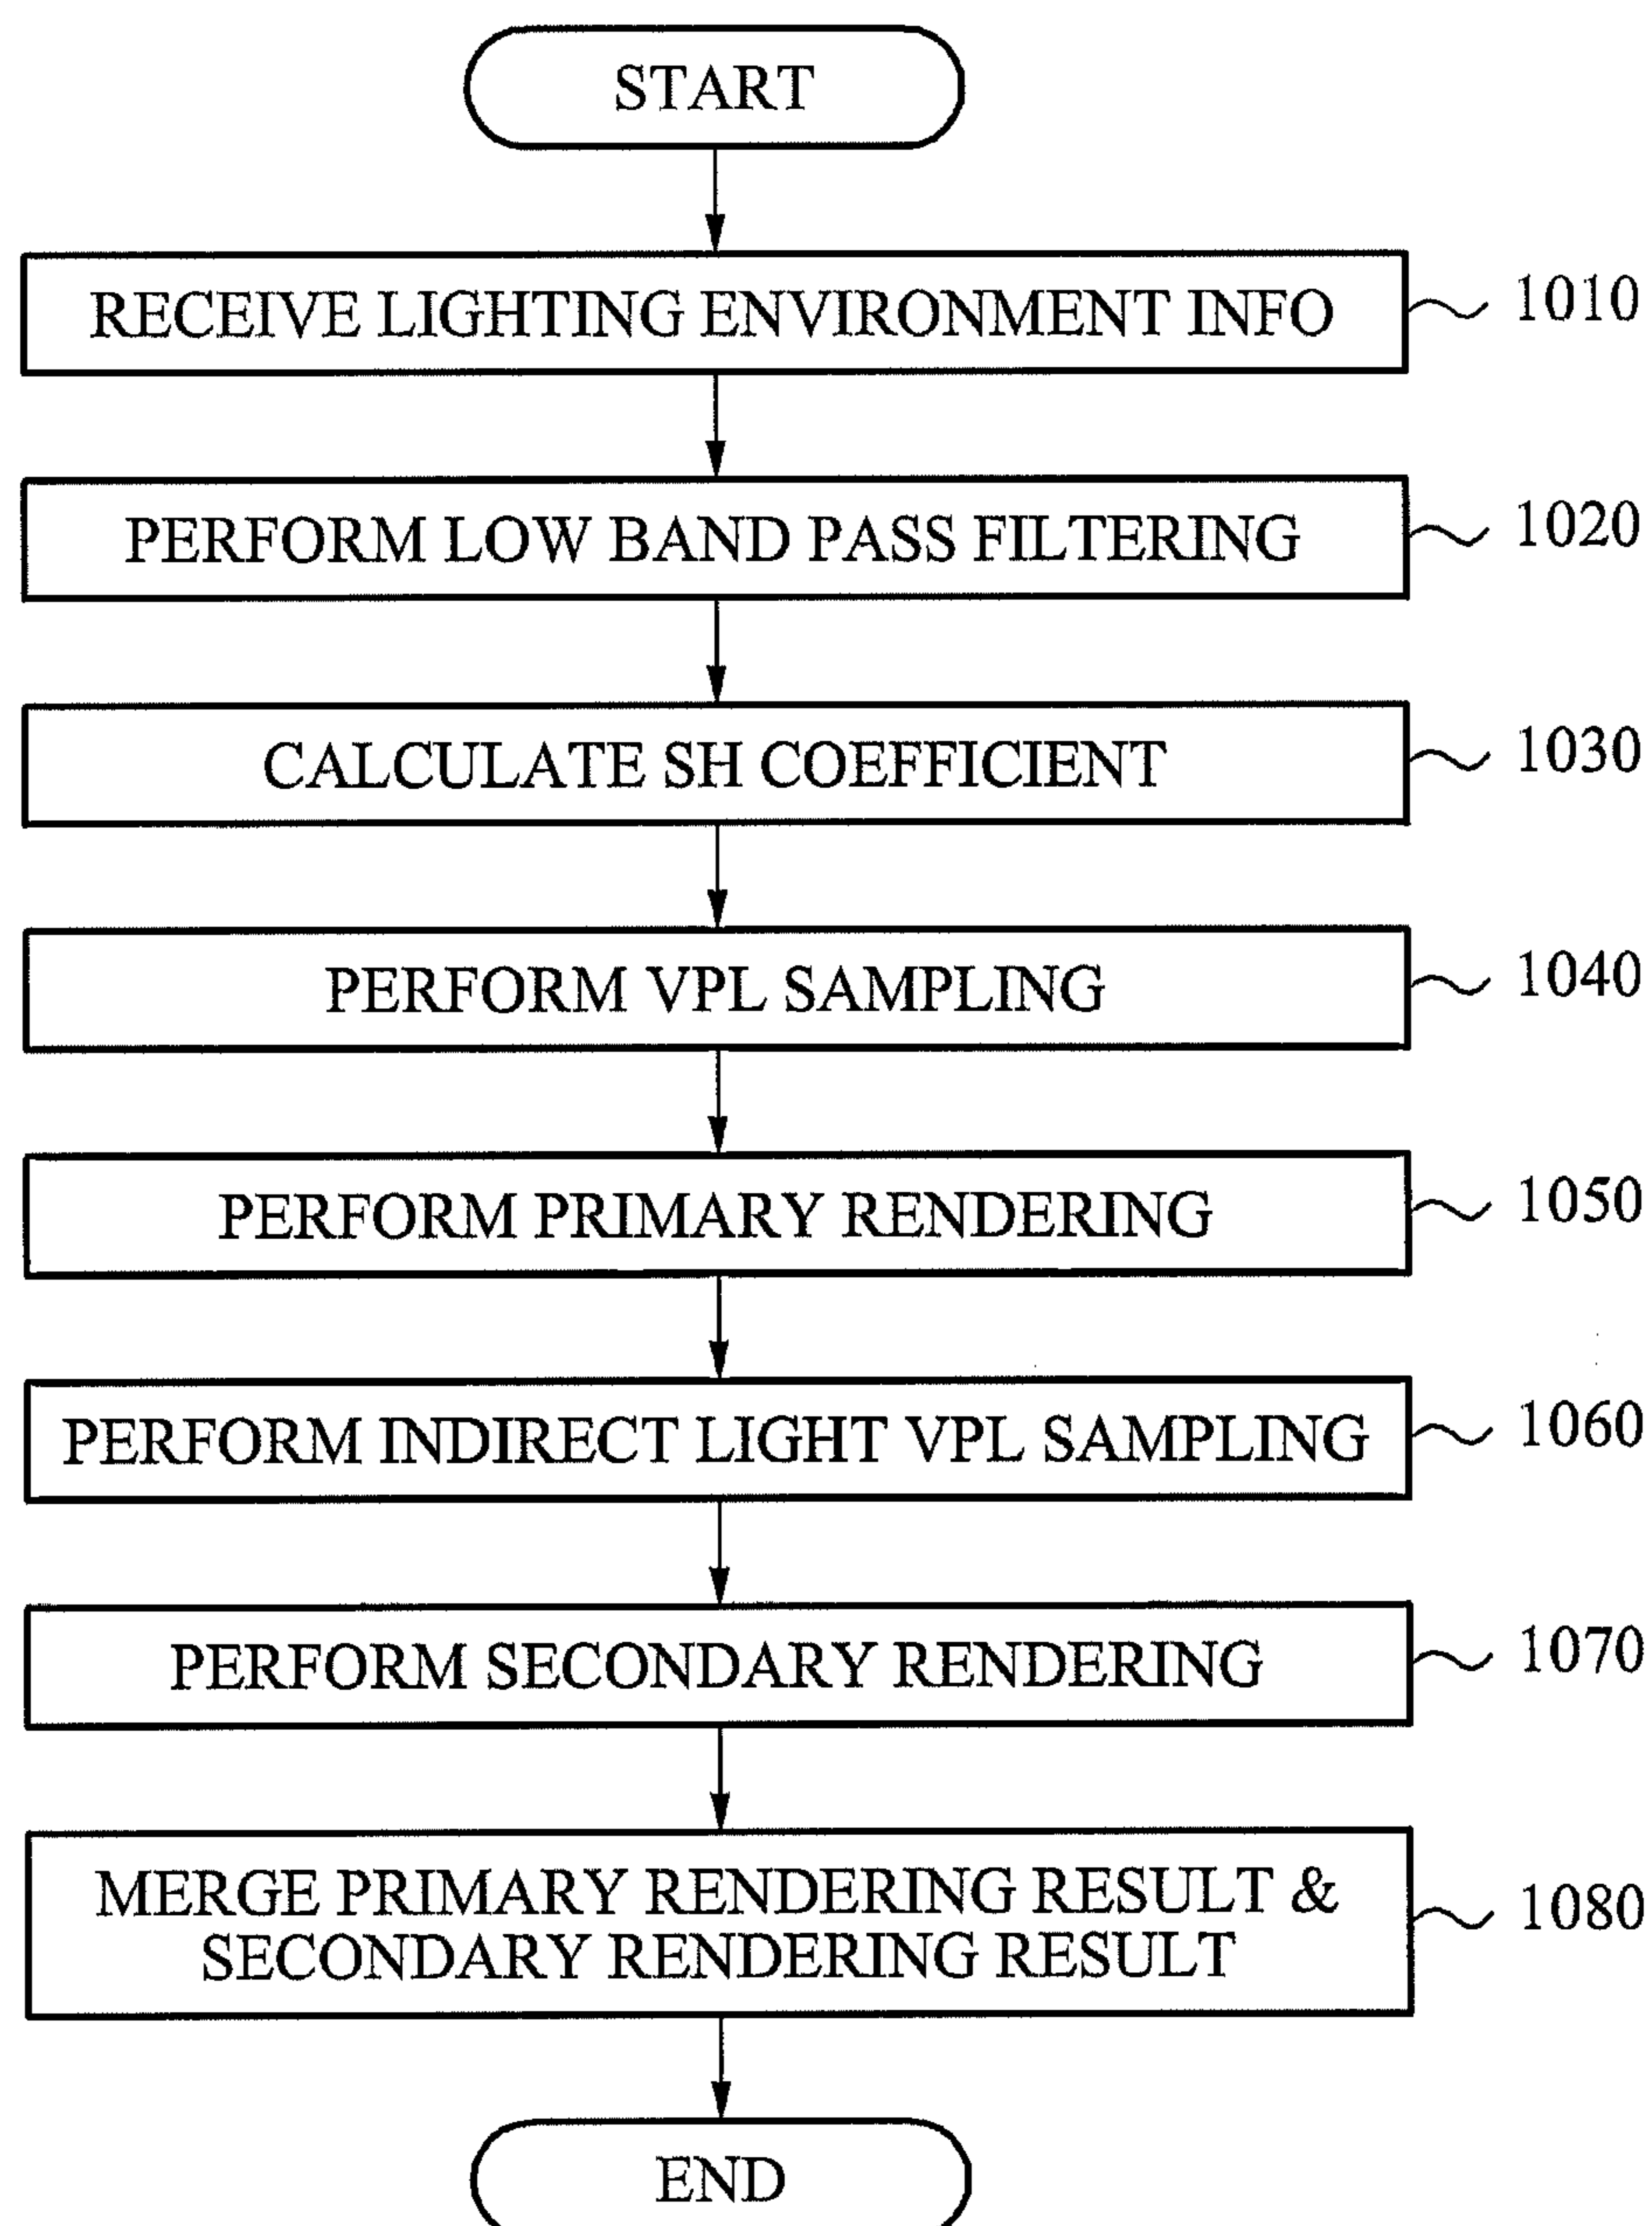 START
RECEIVE LIGHTING ENVIRONMENT INFO
1010
PERFORM LOW BAND PASS FILTERING
1020
CALCULATE SH COEFFICIENT
1030
PERFORM VPL SAMPLING
1040
PERFORM PRIMARY RENDERING
1050
PERFORM INDIRECT LIGHT VPL SAMPLING
1060
PERFORM SECONDARY RENDERING
1070
MERGE PRIMARY RENDERING RESULT &
SECONDARY RENDERING RESULT
1080
END